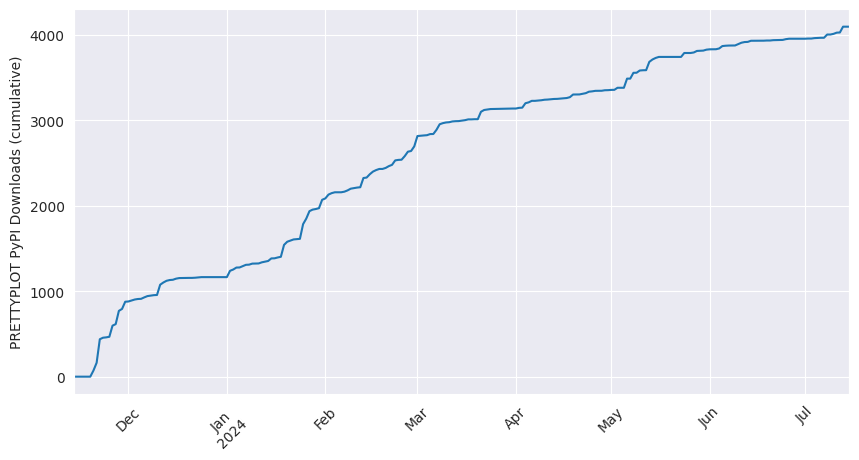 PRETTYPLOT PyPI Downloads (cumulative)
4000
3000
2000
1000
0
Dec
Jan
2024
Feb
Mar
Apr
May
Jun
Jul